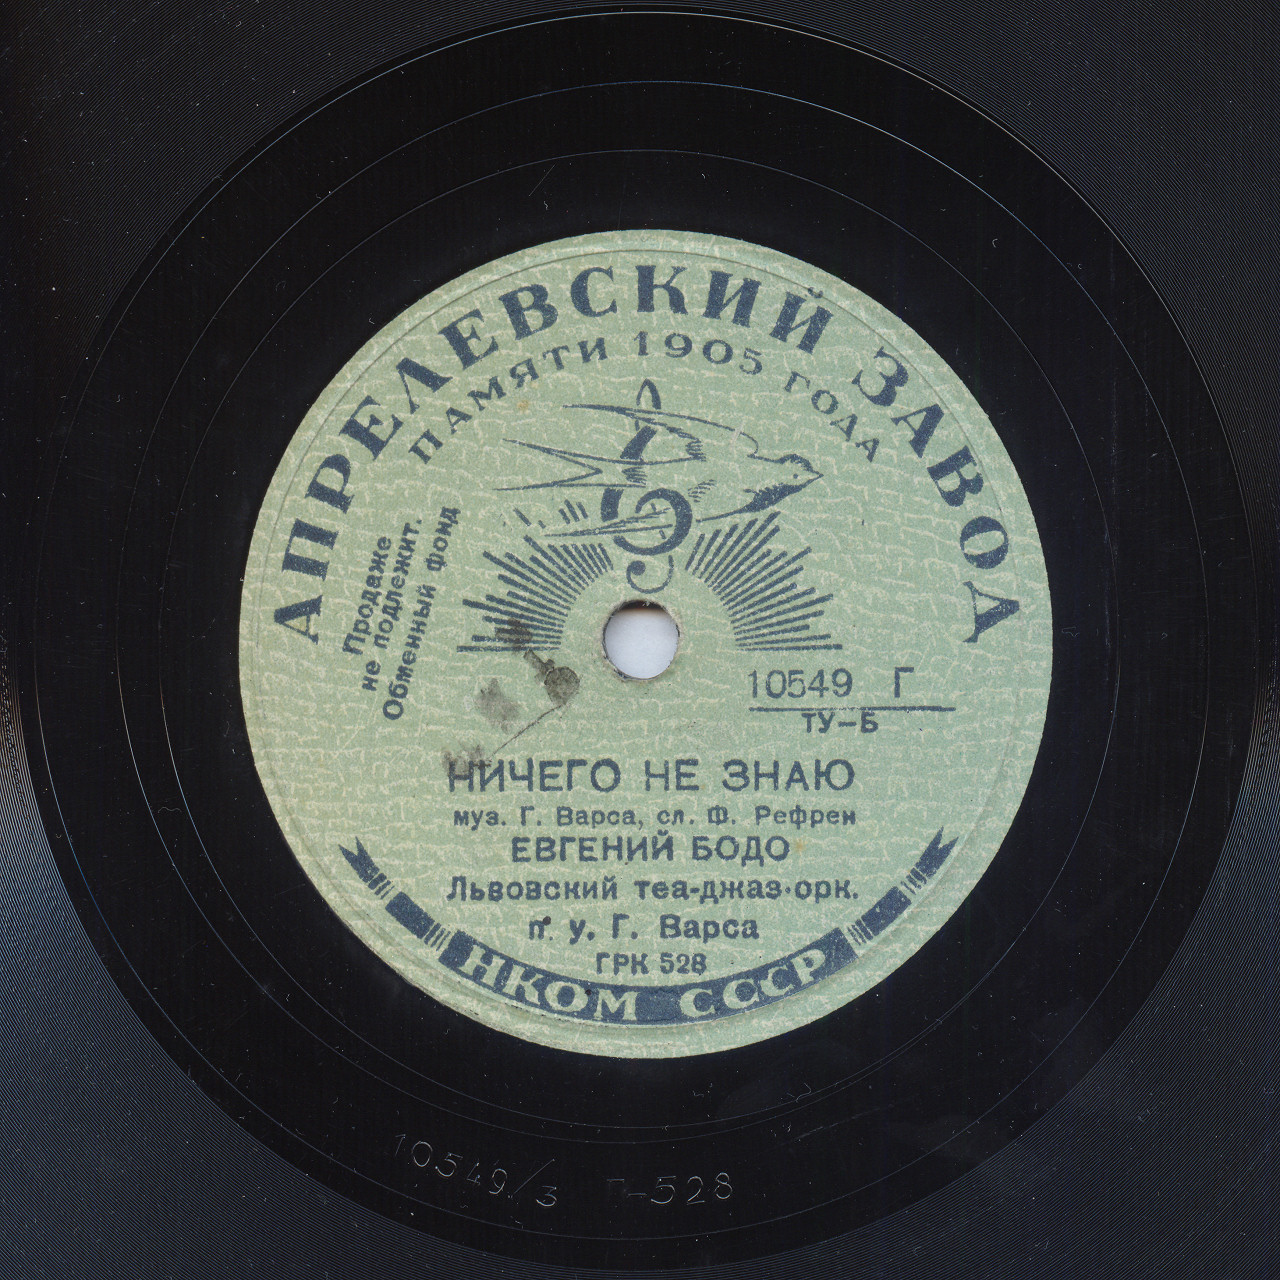 АПРЕЛЕВСКИЙ ЗАВОД
ПАМЯТИ 1905 ГОДА
Продаже
не подлежит.
Обменный фонд
10549 Г
ТУ-Б
НИЧЕГО НЕ ЗНАЮ
муз. Г. Варса, сл. Ф. Рефрен
ЕВГЕНИЙ БОДО
Львовский теа-джаз-орк.
п. у. Г. Варса
ГРК 528
НКОМ СССР
10549/3 Г-528